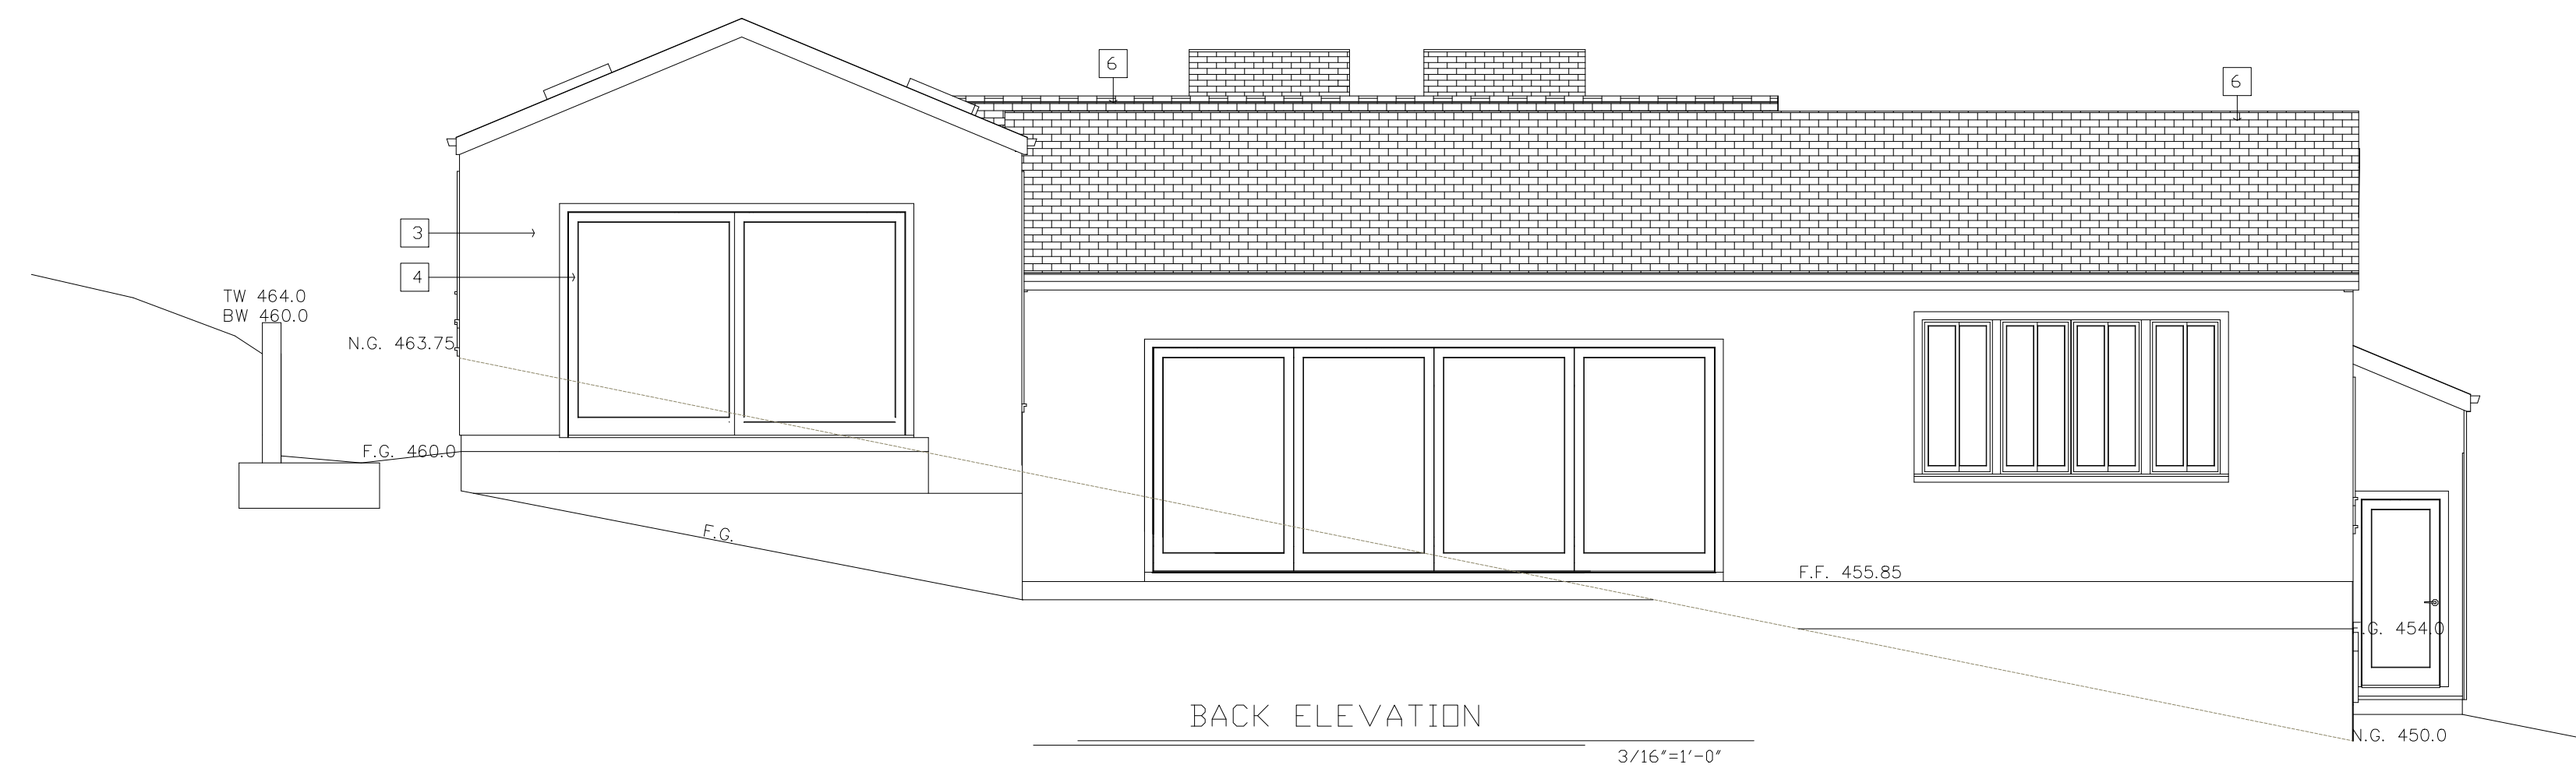 6
6
3
4
TW 464.0
BW 460.0
N.G. 463.75
F.G. 460.0
F.G.
F.F. 455.85
F.G. 454.0
BACK ELEVATION
N.G. 450.0
3/16"=1'-0"